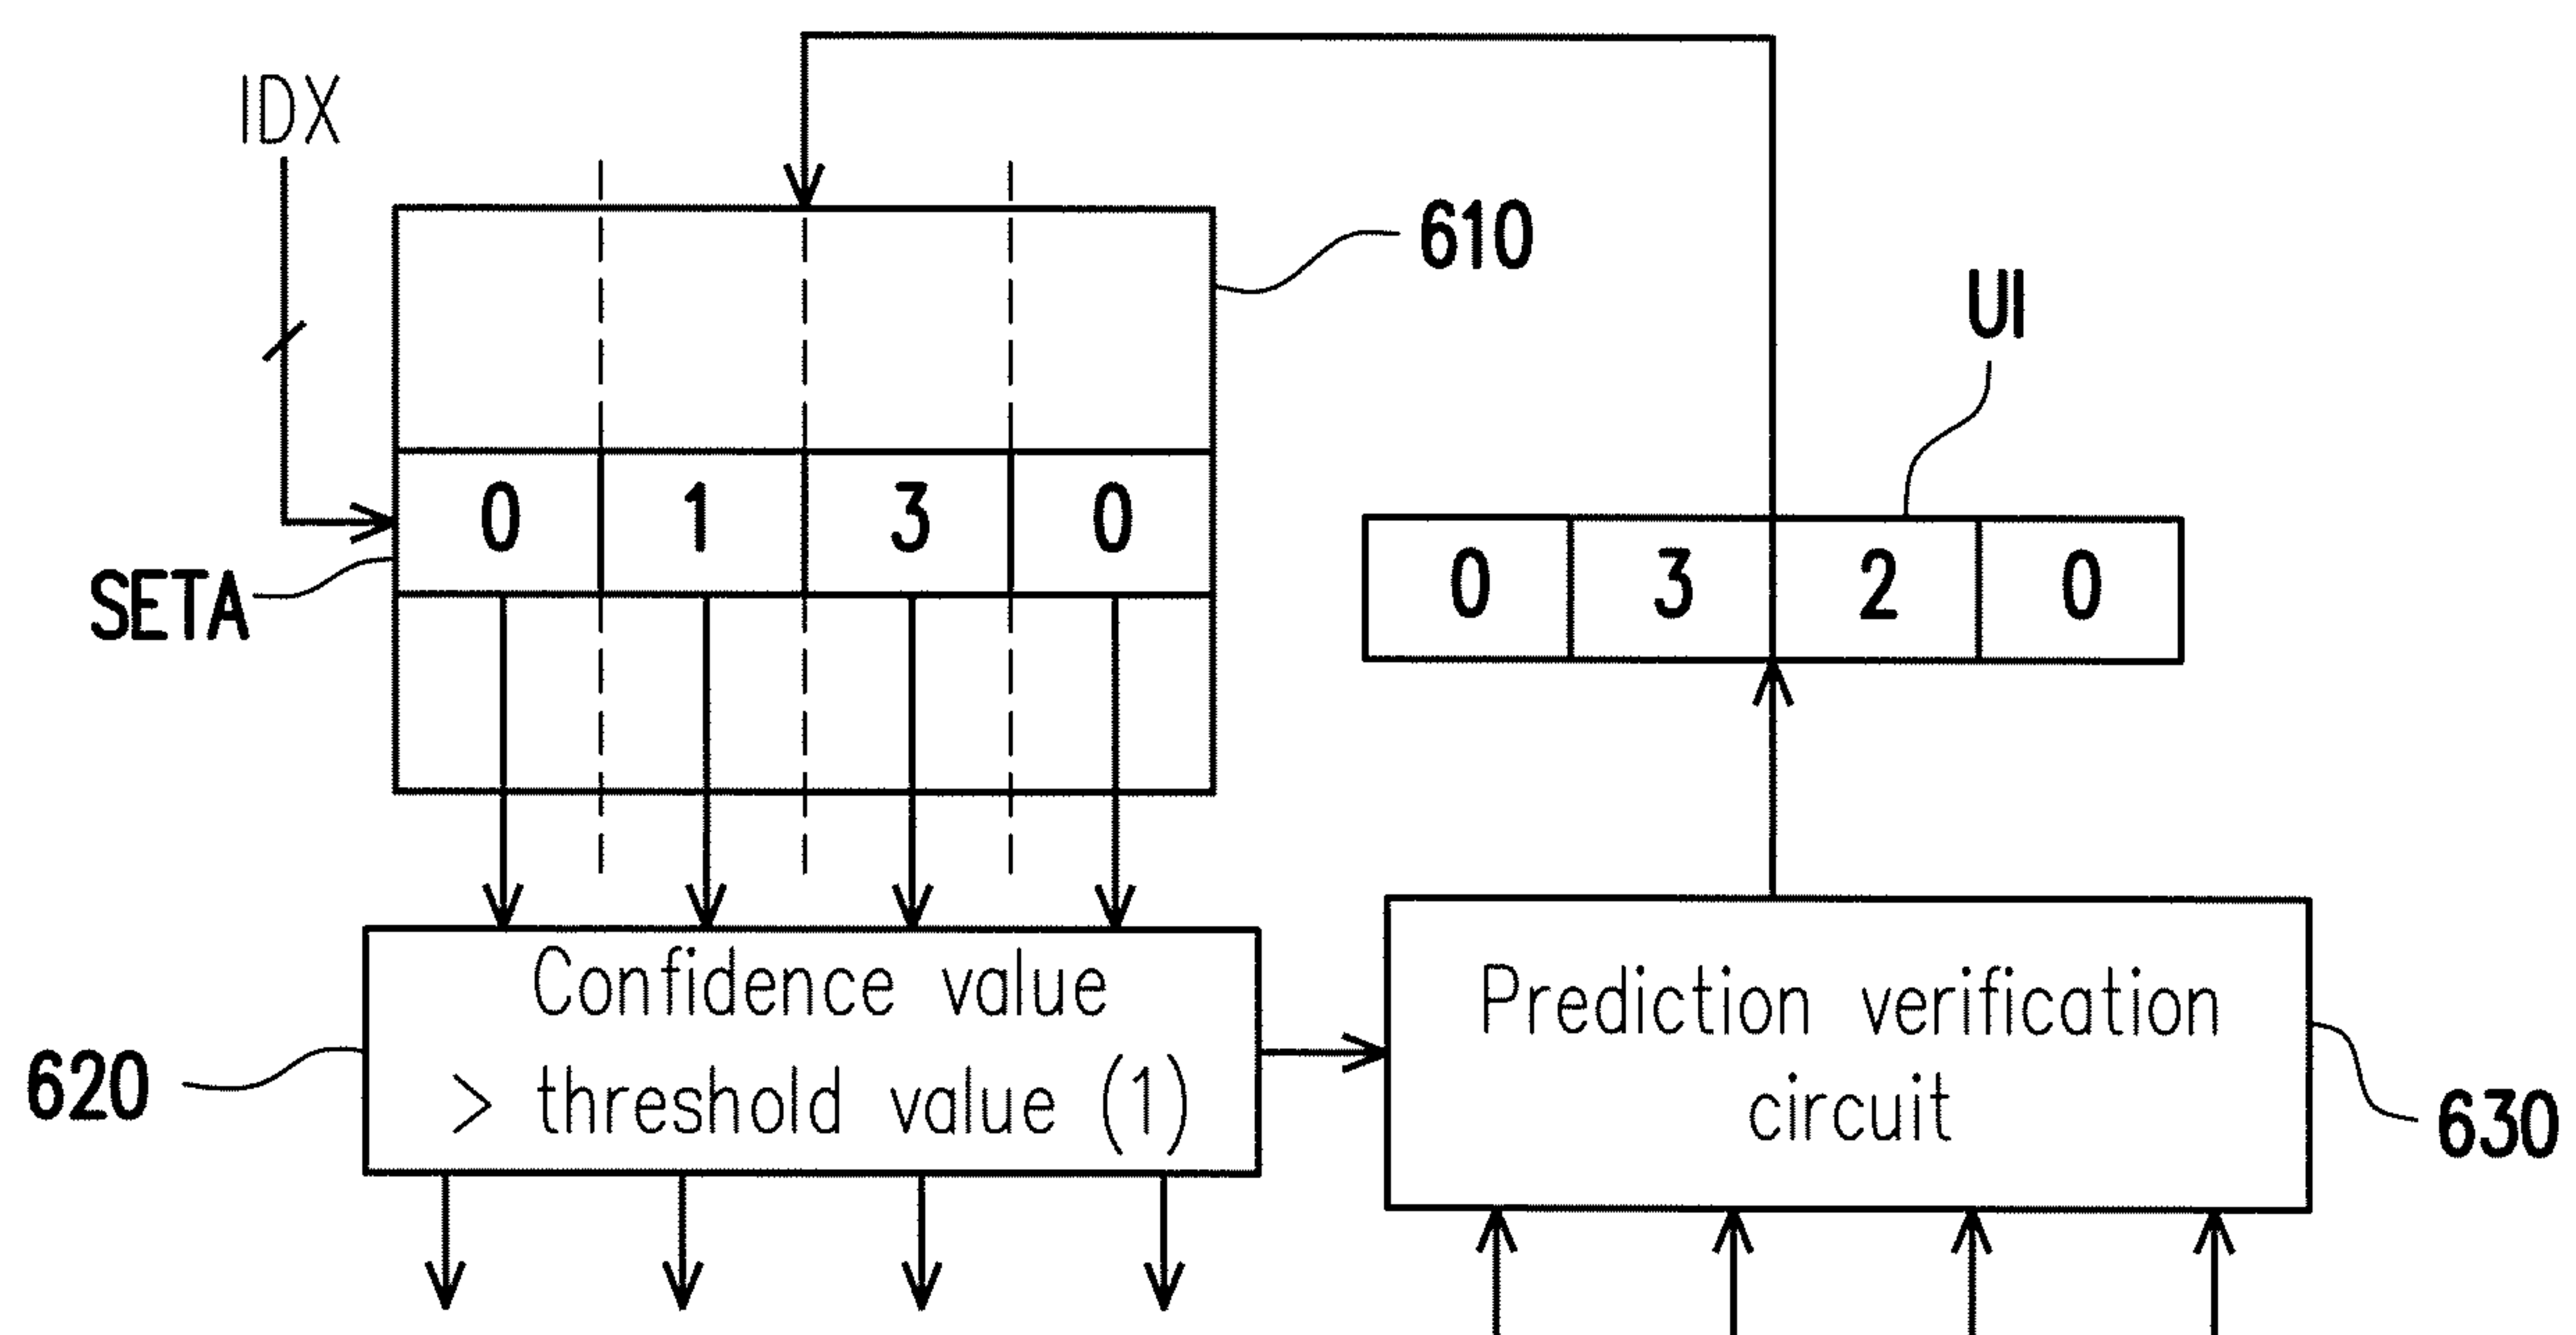 IDX
610
UI
0 1 3 0
SETA
0 3 2 0
Confidence value
> threshold value (1)
620
Prediction verification
circuit
630